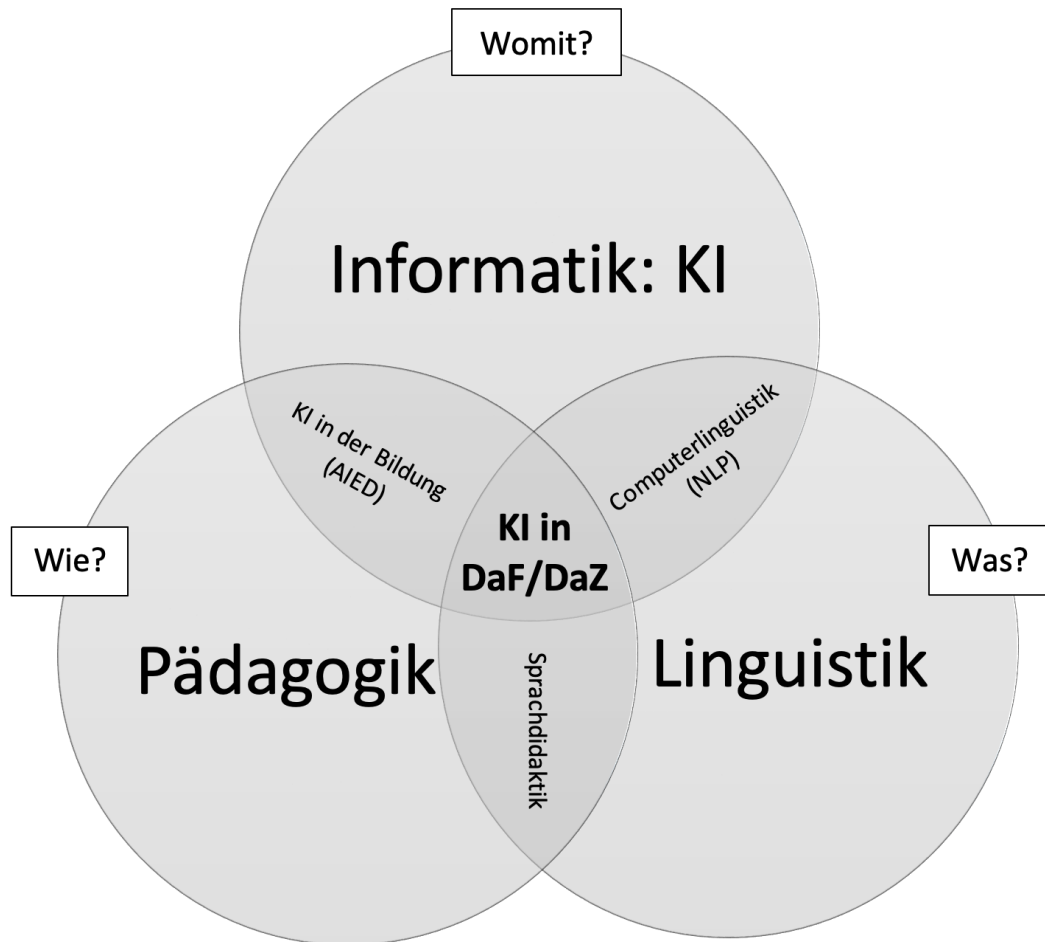 Womit?
Informatik: KI
KI in der Bildung
(AIED)
Computerlinguistik
(NLP)
KI in
DaF/DaZ
Wie?
Was?
Pädagogik
Linguistik
Sprachdidaktik